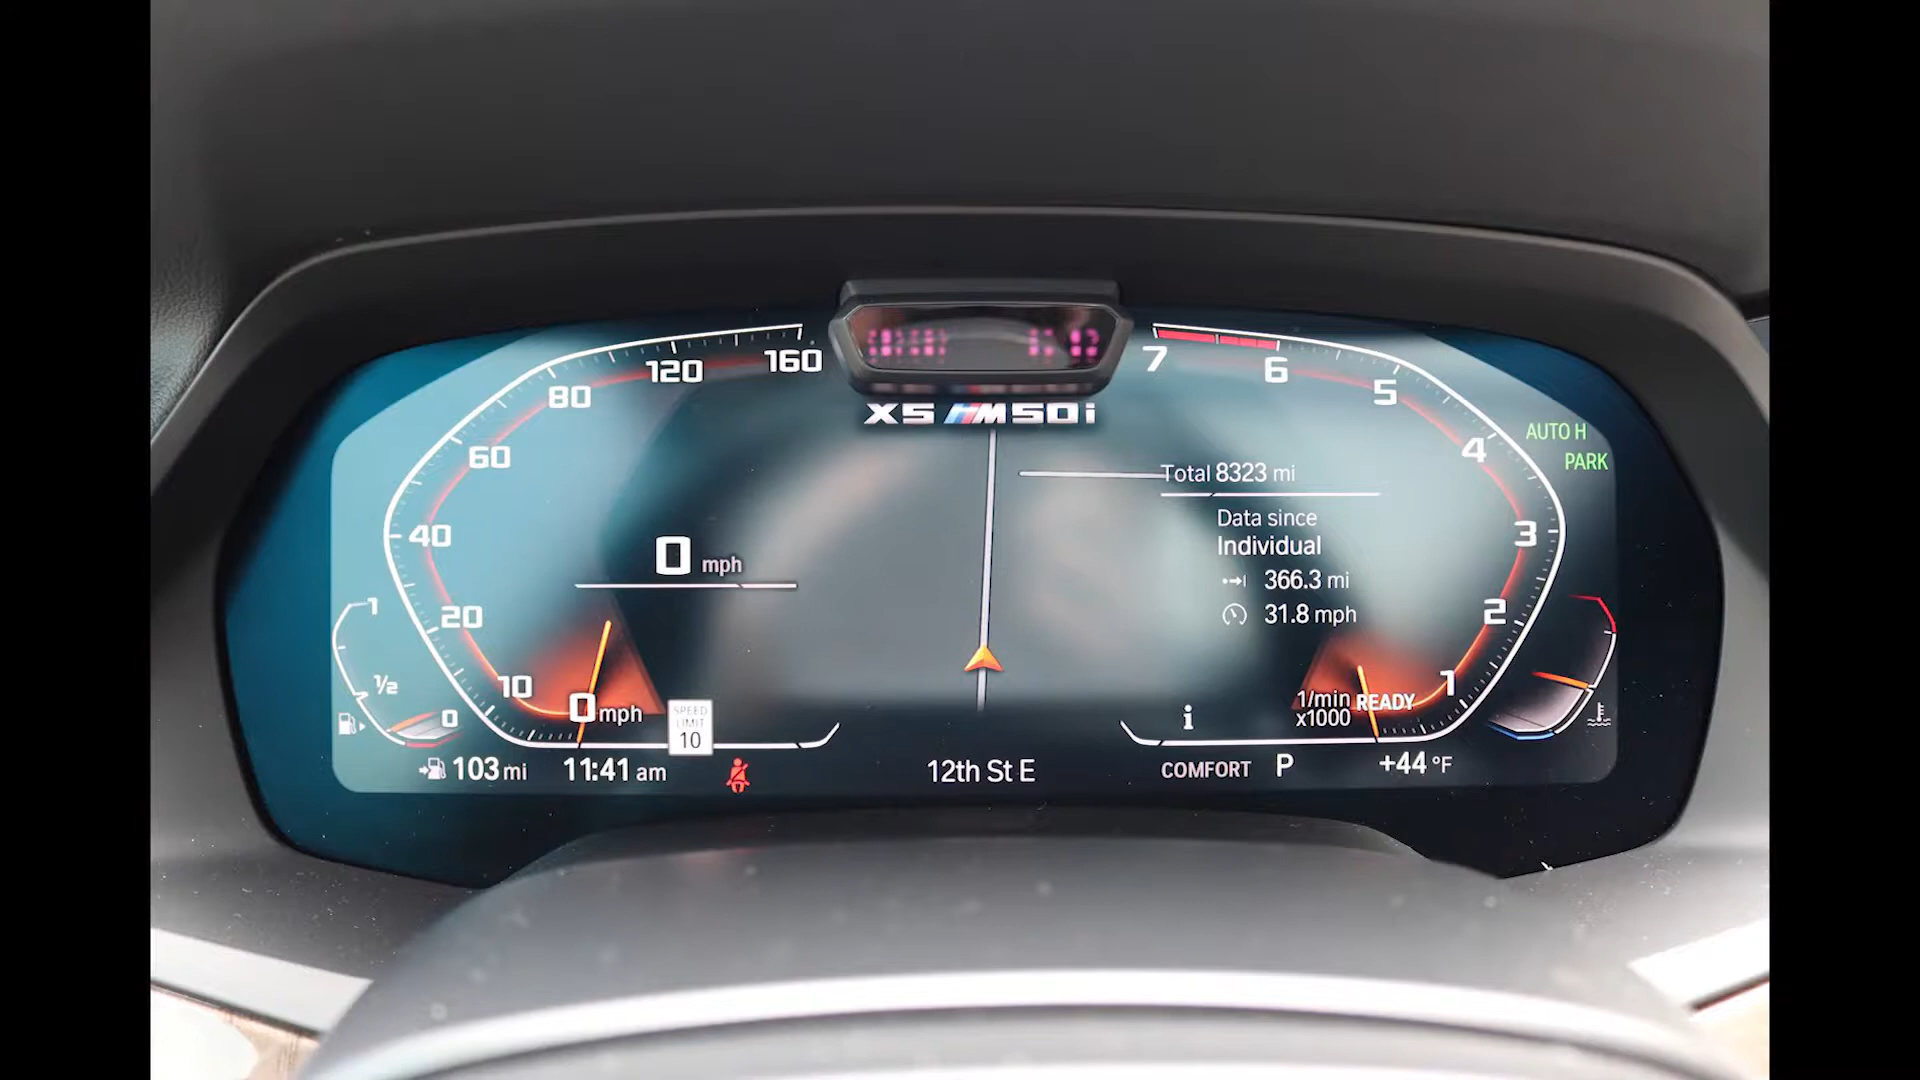 160
120
80
60
40
20
10
0 mph
X5 M50i
7
6
5
4
3
2
1
AUTO H
PARK
Total 8323 mi
Data since
Individual
366.3 mi
31.8 mph
0 mph
1
1/2
0
SPEED
LIMIT
10
i
1/min
x1000
READY
103 mi
11:41 am
12th St E
COMFORT
P
+44 °F